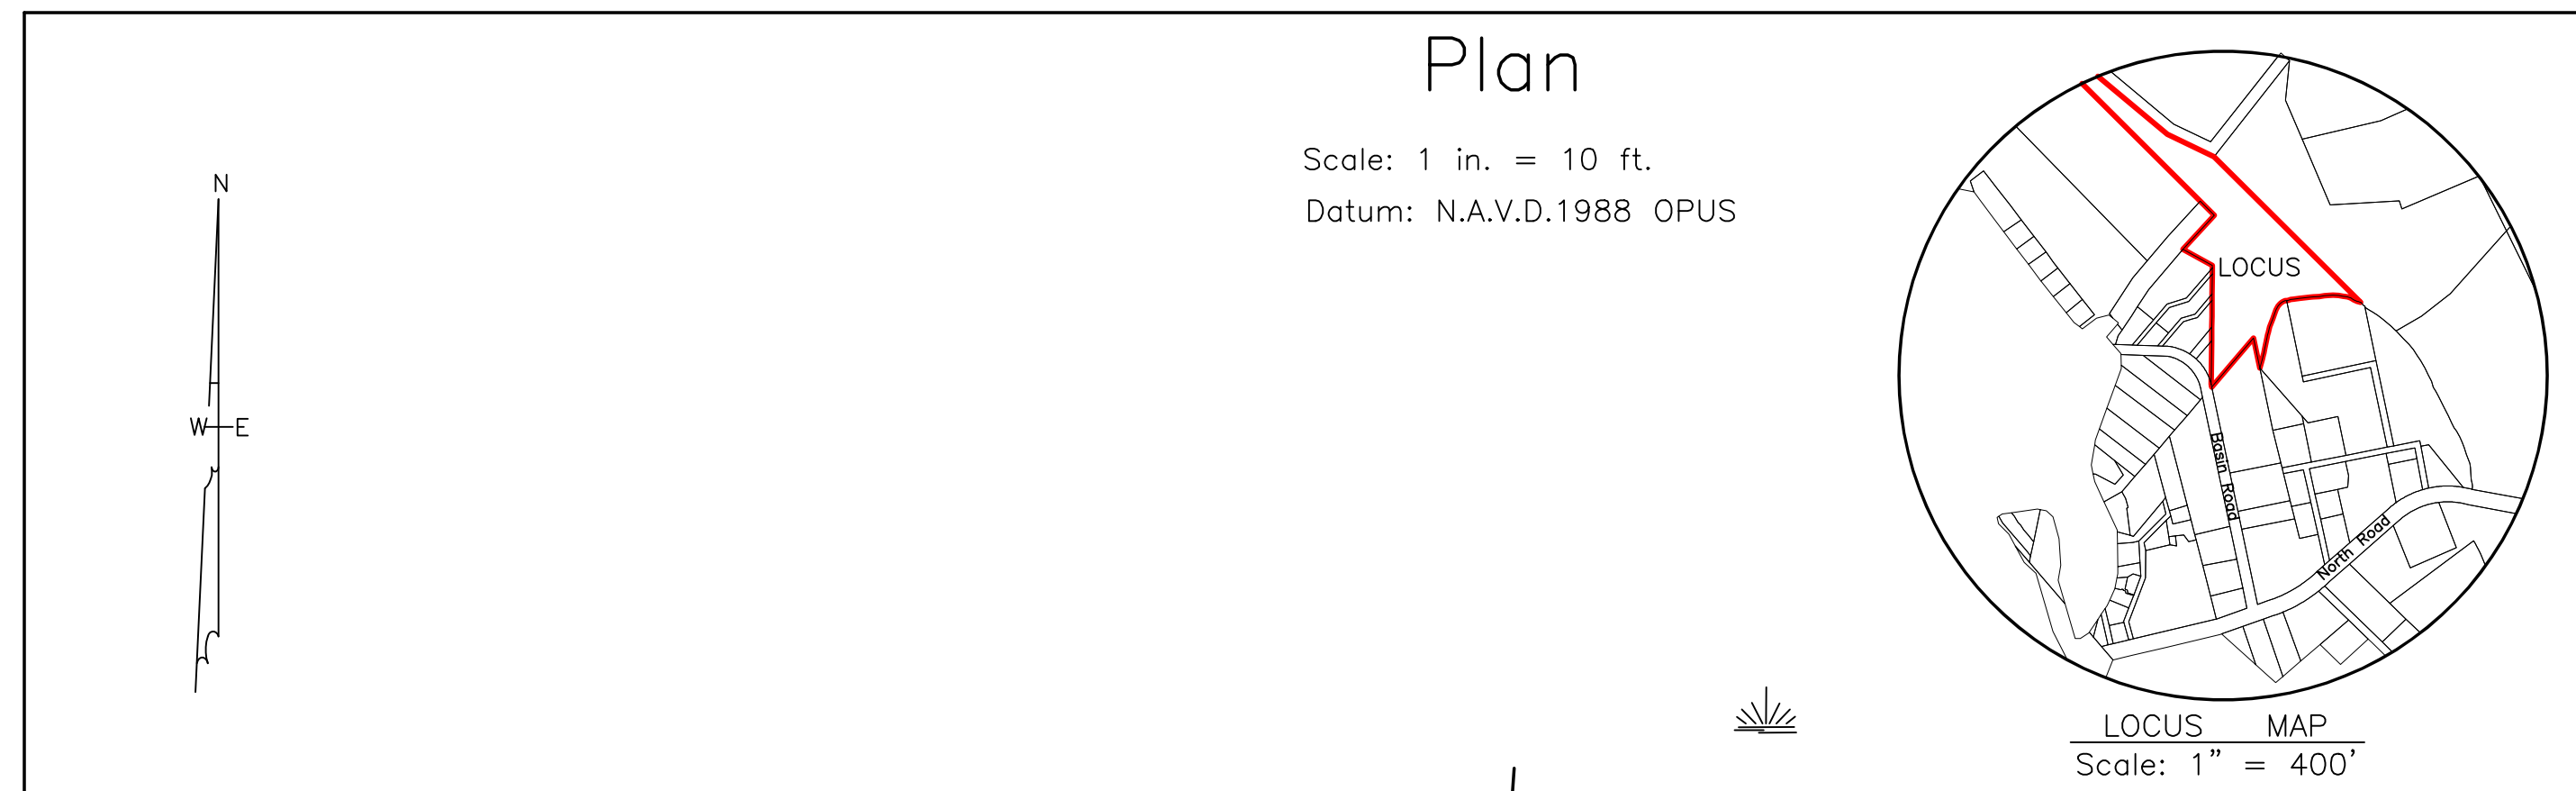 Plan
Scale: 1 in. = 10 ft.
Datum: N.A.V.D.1988 OPUS
N
W E
LOCUS
Basin Road
North Road
LOCUS MAP
Scale: 1" = 400'